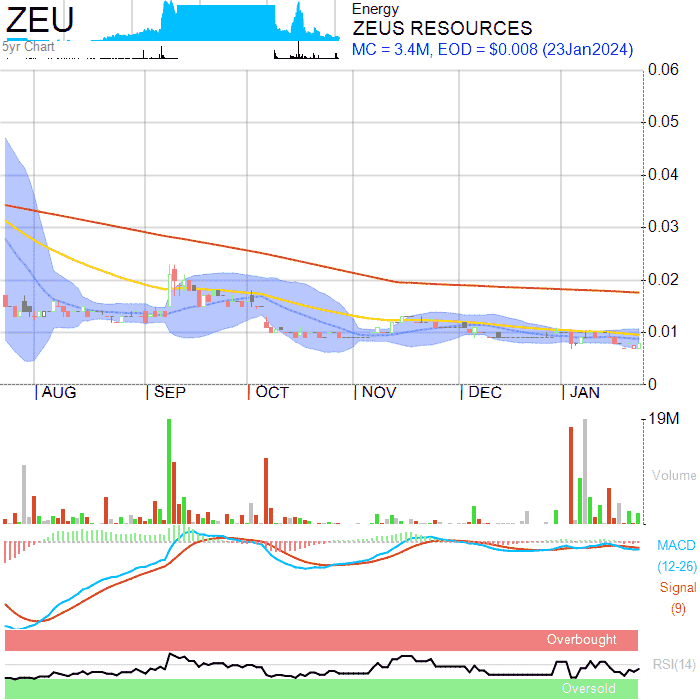 ZEU
5yr Chart
Energy
ZEUS RESOURCES
MC = 3.4M, EOD = $0.008 (23Jan2024)
0.06
0.05
0.04
0.03
0.02
0.01
0
AUG SEP OCT NOV DEC JAN
19M
Volume
MACD
(12-26)
Signal
(9)
Overbought
RSI(14)
Oversold